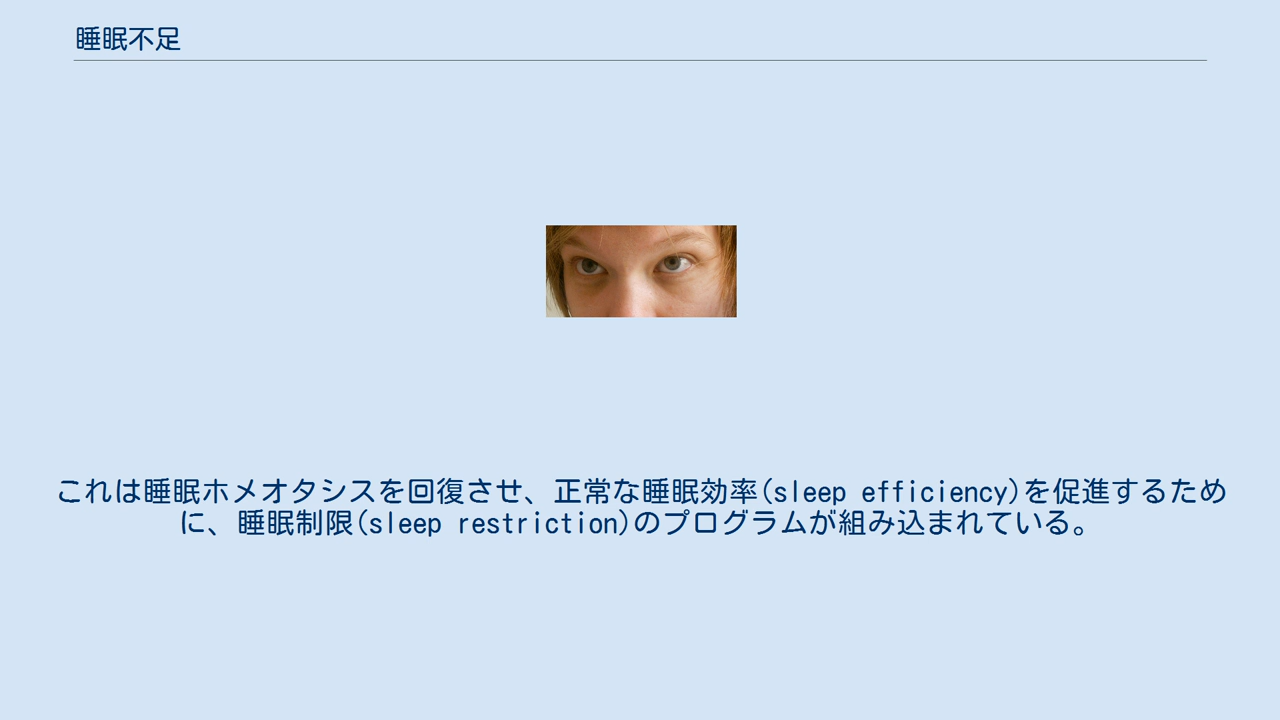 睡眠不足
これは睡眠ホメオタシスを回復させ、正常な睡眠効率(sleep efficiency)を促進するため
に、睡眠制限(sleep restriction)のプログラムが組み込まれている。